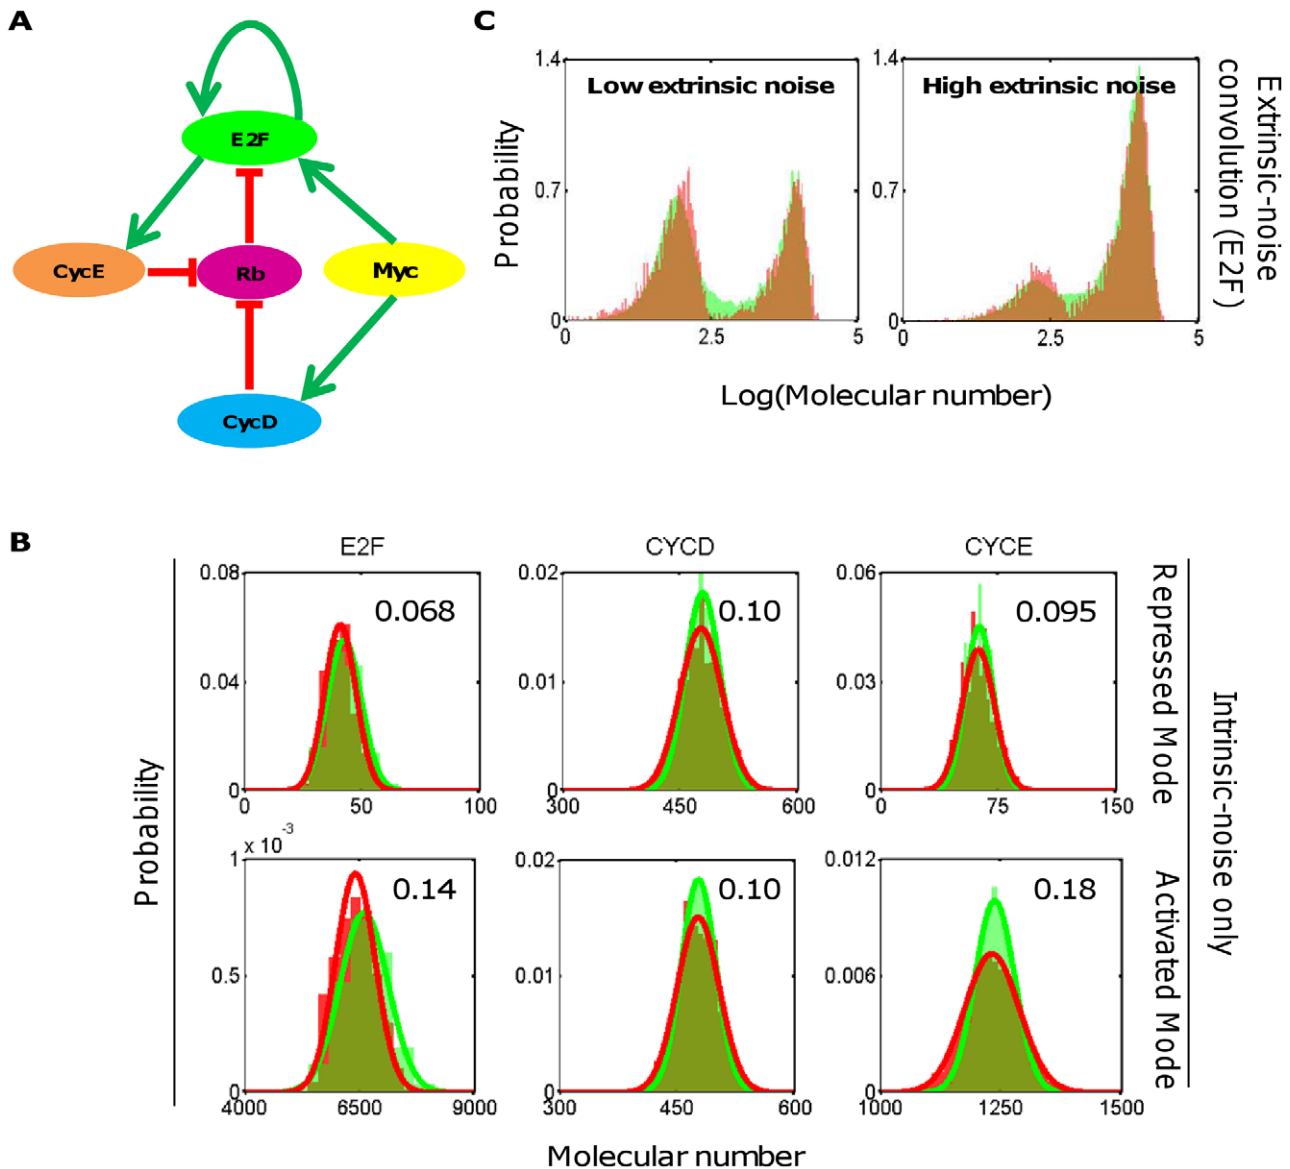 A
E2F
CycE
Rb
Myc
CycD
C
1.4
0.7
0
Low extrinsic noise
0
2.5
5
1.4
0.7
0
High extrinsic noise
0
2.5
5
Probability
Log(Molecular number)
Extrinsic-noise
convolution (E2F)
B
E2F
CYCD
CYCE
0.08
0.04
0
0.068
0
50
100
0.02
0.01
0
0.10
300
450
600
0.06
0.03
0
0.095
0
75
150
Repressed Mode
1 x 10-3
0.5
0
0.14
4000
6500
9000
0.02
0.01
0
0.10
300
450
600
0.012
0.006
0
0.18
1000
1250
1500
Activated Mode
Intrinsic-noise only
Probability
Molecular number